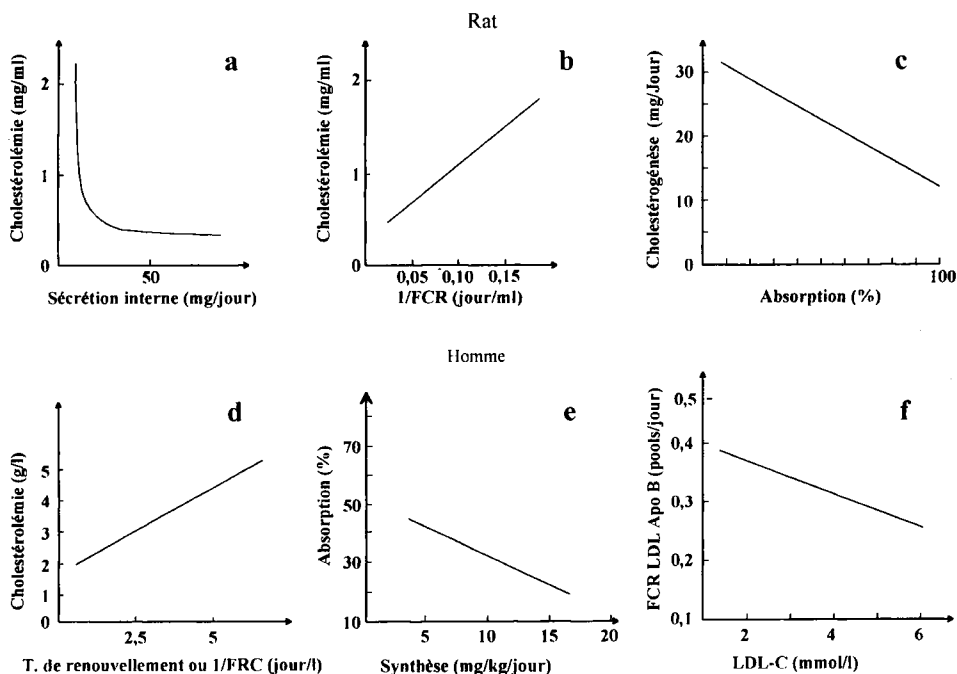 Rat
a
Cholestérolémie (mg/ml)
2
1
0
50
Sécrétion interne (mg/jour)
b
Cholestérolémie (mg/ml)
2
1
0
0,05 0,10 0,15
1/FCR (jour/ml)
c
Cholestérogénèse (mg/Jour)
30
20
10
0
100
Absorption (%)
Homme
d
Cholestérolémie (g/l)
5
4
3
2
1
0
2,5 5
T. de renouvellement ou 1/FRC (jour/l)
e
Absorption (%)
70
50
30
10
5 10 15 20
Synthèse (mg/kg/jour)
f
FCR LDL Apo B (pools/jour)
0,5
0,4
0,3
0,2
0,1
2 4 6
LDL-C (mmol/l)